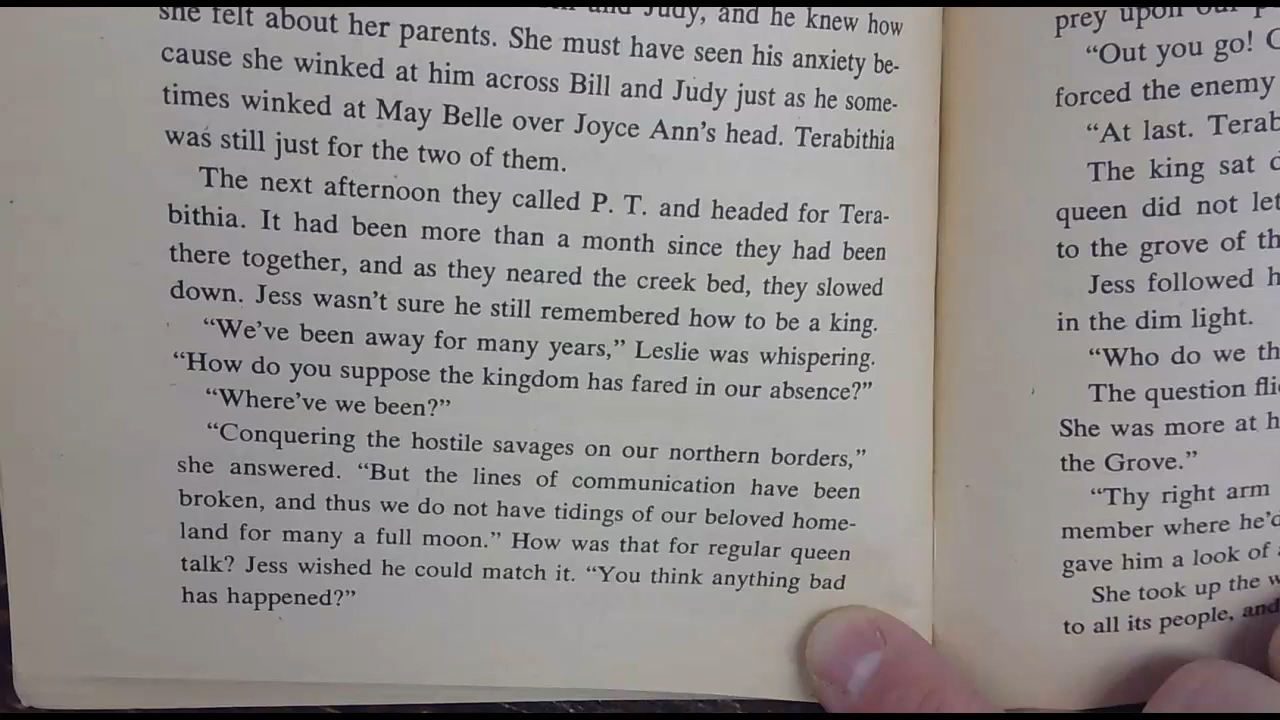 and Judy, and he knew how
she felt about her parents. She must have seen his anxiety be-
cause she winked at him across Bill and Judy just as he some-
times winked at May Belle over Joyce Ann's head. Terabithia
was still just for the two of them.
The next afternoon they called P. T. and headed for Tera-
bithia. It had been more than a month since they had been
there together, and as they neared the creek bed, they slowed
down. Jess wasn't sure he still remembered how to be a king.
“We've been away for many years,” Leslie was whispering.
“How do you suppose the kingdom has fared in our absence?”
“Where've we been?”
“Conquering the hostile savages on our northern borders,”
she answered. “But the lines of communication have been
broken, and thus we do not have tidings of our beloved home-
land for many a full moon.” How was that for regular queen
talk? Jess wished he could match it. “You think anything bad
has happened?”
prey upon our p
“Out you go! C
forced the enemy
“At last. Terab
The king sat d
queen did not let
to the grove of th
Jess followed h
in the dim light.
“Who do we th
The question fli
She was more at h
the Grove.”
“Thy right arm
member where he'd
gave him a look of a
She took up the w
to all its people, and